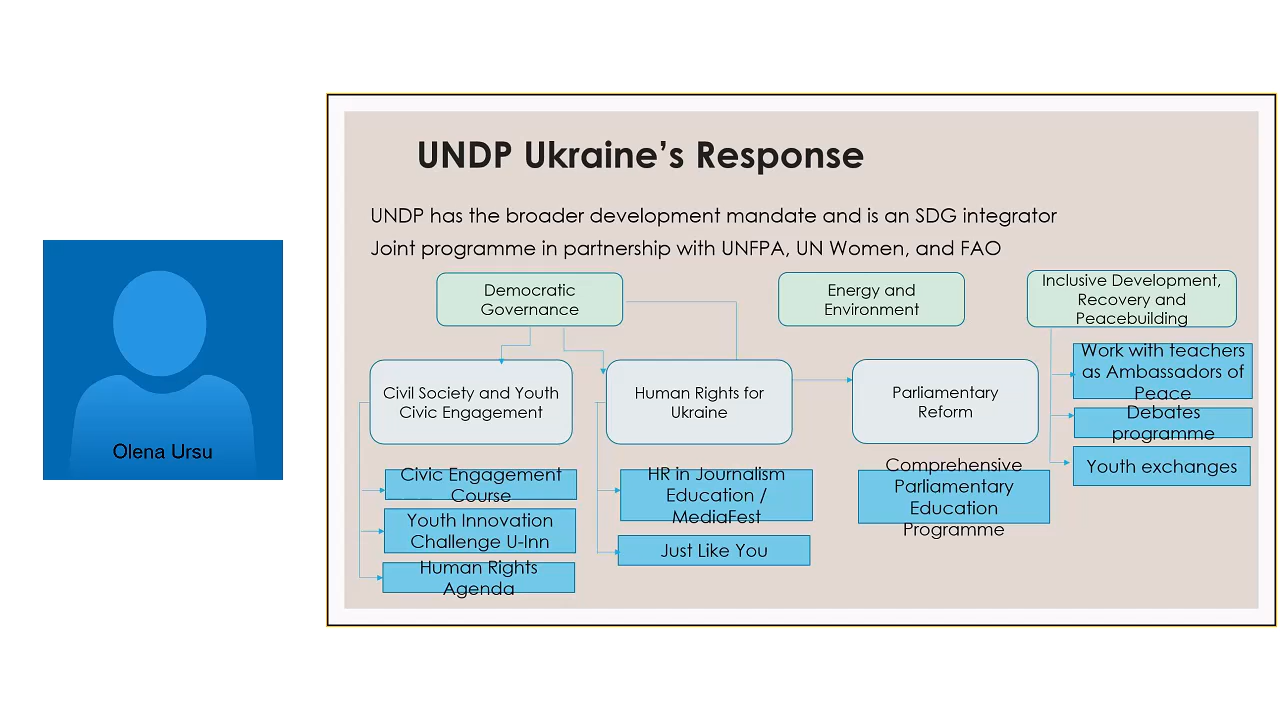 UNDP Ukraine's Response
UNDP has the broader development mandate and is an SDG integrator
Joint programme in partnership with UNFPA, UN Women, and FAO
Democratic
Governance
Energy and
Environment
Inclusive Development,
Recovery and
Peacebuilding
Civil Society and Youth
Civic Engagement
Human Rights for
Ukraine
Parliamentary
Reform
Work with teachers
as Ambassadors of
Peace
Debates
programme
Youth exchanges
Civic Engagement
Course
Youth Innovation
Challenge U-Inn
Human Rights
Agenda
HR in Journalism
Education /
MediaFest
Just Like You
Comprehensive
Parliamentary
Education
Programme
Olena Ursu